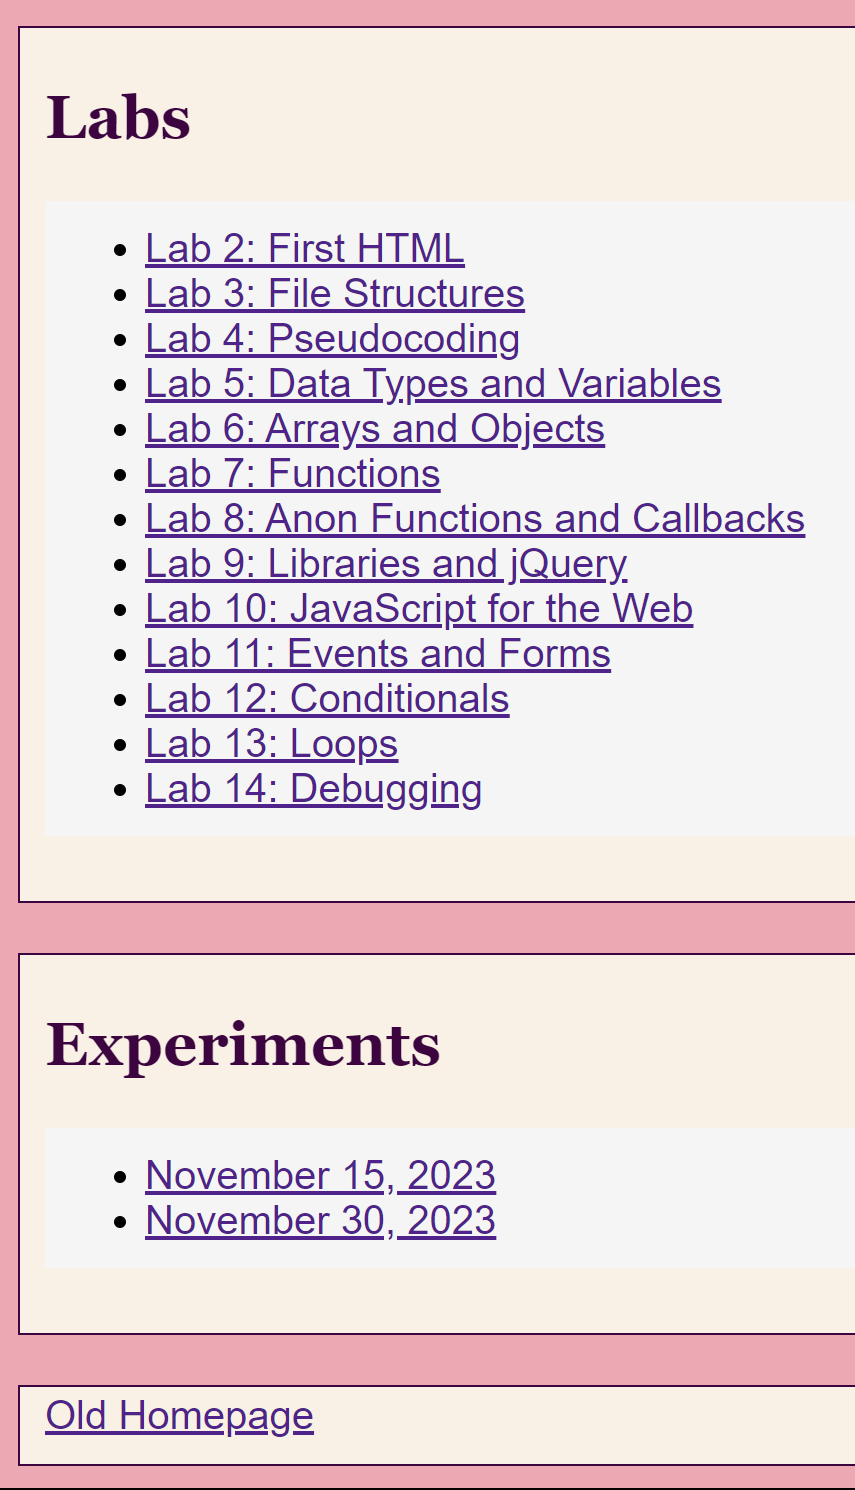 Labs
Lab 2: First HTML
Lab 3: File Structures
Lab 4: Pseudocoding
Lab 5: Data Types and Variables
Lab 6: Arrays and Objects
Lab 7: Functions
Lab 8: Anon Functions and Callbacks
Lab 9: Libraries and jQuery
Lab 10: JavaScript for the Web
Lab 11: Events and Forms
Lab 12: Conditionals
Lab 13: Loops
Lab 14: Debugging
Experiments
November 15, 2023
November 30, 2023
Old Homepage